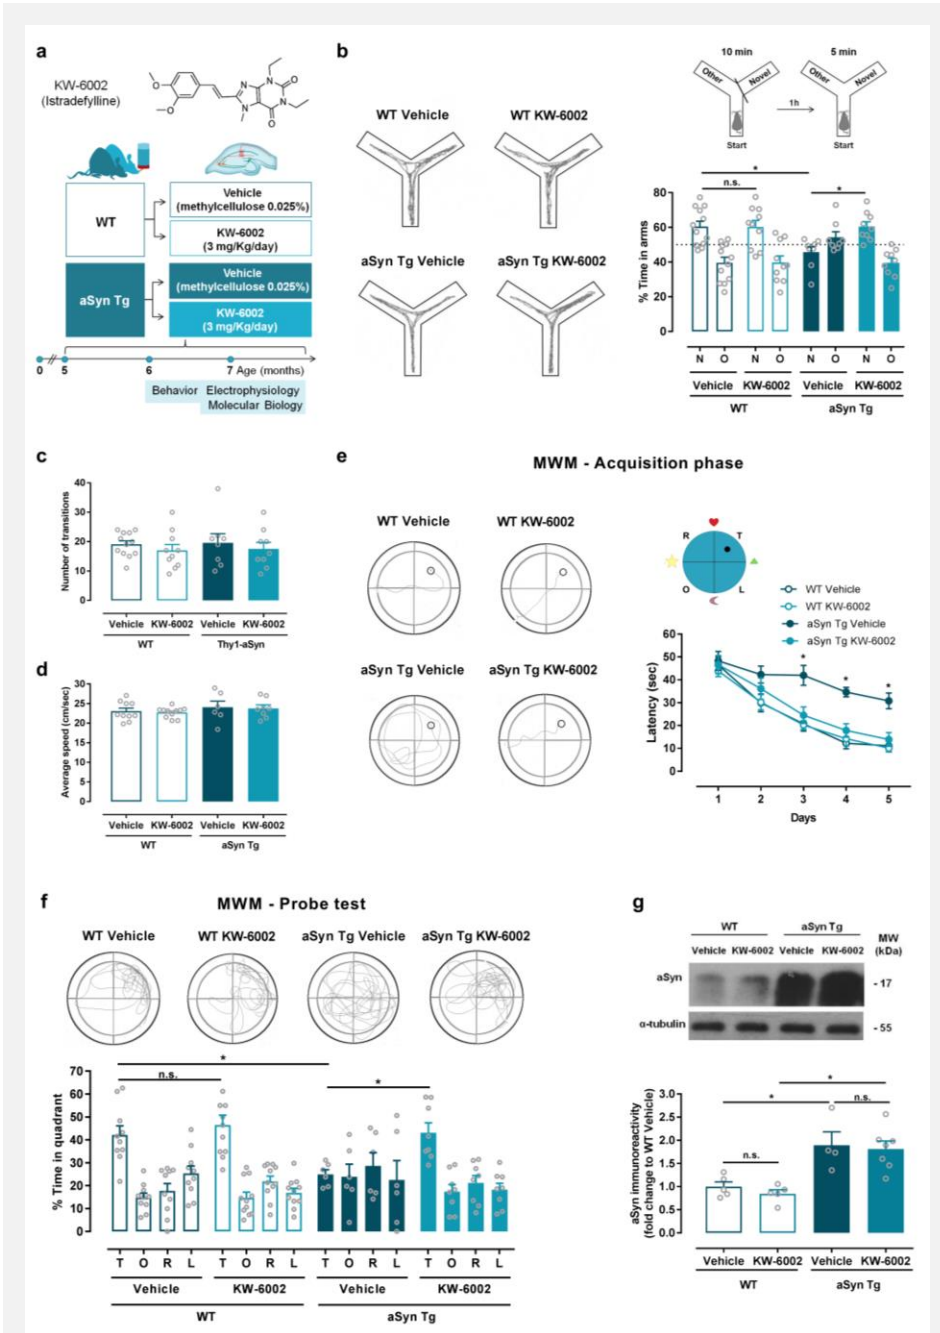 a
KW-6002
(Istradefylline)
O
O
N
N
N
N
O
O
WT
Vehicle
(methylcellulose 0.025%)
KW-6002
(3 mg/Kg/day)
aSyn Tg
Vehicle
(methylcellulose 0.025%)
KW-6002
(3 mg/Kg/day)
0 5 6 7 Age (months)
Behavior Electrophysiology
Molecular Biology
b
WT Vehicle WT KW-6002
aSyn Tg Vehicle aSyn Tg KW-6002
10 min 5 min
Other Novel Other Novel
1h
Start Start
* n.s. *
% Time in arms
80
60
40
20
0
N O N O N O N O
Vehicle KW-6002 Vehicle KW-6002
WT aSyn Tg
c
Number of transitions
40
30
20
10
0
Vehicle KW-6002 Vehicle KW-6002
WT Thy1-aSyn
d
Average speed (cm/sec)
30
25
20
15
10
5
0
Vehicle KW-6002 Vehicle KW-6002
WT aSyn Tg
e
MWM - Acquisition phase
WT Vehicle WT KW-6002
aSyn Tg Vehicle aSyn Tg KW-6002
R T
O L
WT Vehicle
WT KW-6002
aSyn Tg Vehicle
aSyn Tg KW-6002
Latency (sec)
60
50
40
30
20
10
0
* * *
1 2 3 4 5
Days
f
MWM - Probe test
WT Vehicle WT KW-6002 aSyn Tg Vehicle aSyn Tg KW-6002
*
n.s. *
% Time in quadrant
70
60
50
40
30
20
10
0
T O R L T O R L T O R L T O R L
Vehicle KW-6002 Vehicle KW-6002
WT aSyn Tg
g
WT aSyn Tg
Vehicle KW-6002 Vehicle KW-6002
MW
(kDa)
aSyn - 17
α-tubulin - 55
aSyn immunoreactivity
(fold change to WT Vehicle)
3.0
2.5
2.0
1.5
1.0
0.5
0.0
*
* n.s.
n.s.
Vehicle KW-6002 Vehicle KW-6002
WT aSyn Tg